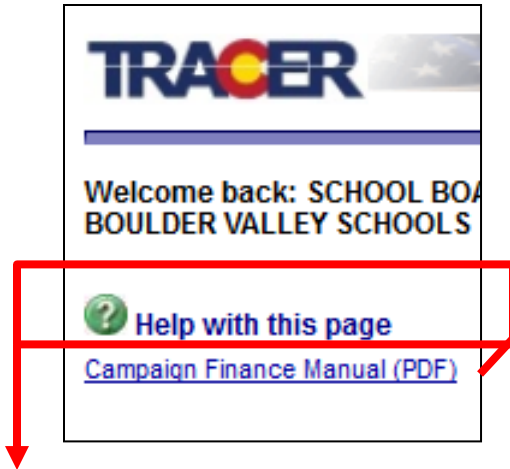 TRACER
Welcome back: SCHOOL BOA
BOULDER VALLEY SCHOOLS
? Help with this page
Campaign Finance Manual (PDF)